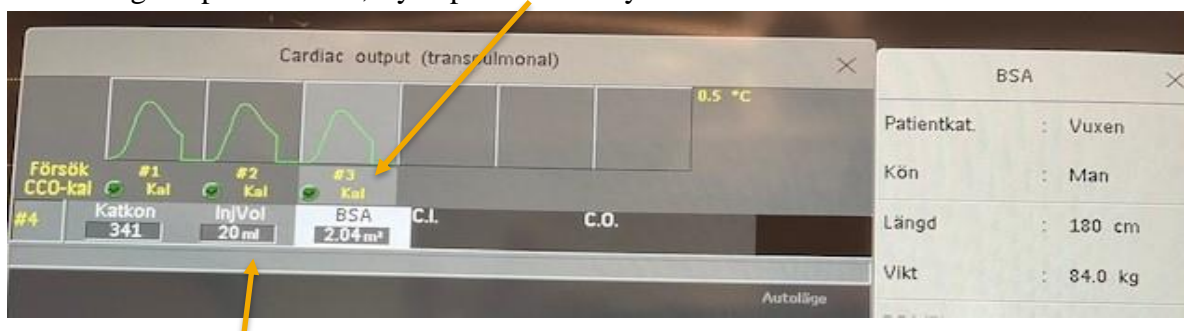 Cardiac output (transpulmonal)
0.5 °C
Försök #1 #2 #3
CCO-kal Kal Kal Kal
#4 Katkon InjVol BSA C.I. C.O.
341 20 ml 2.04 m²
Autoläge
BSA
Patientkat. : Vuxen
Kön : Man
Längd : 180 cm
Vikt : 84.0 kg